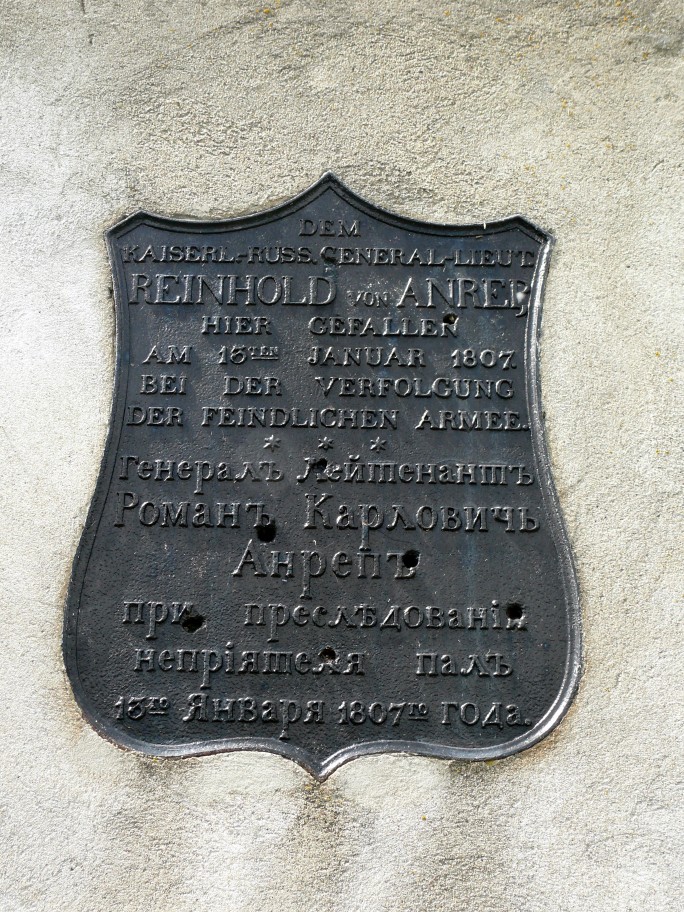 DEM
KAISERL.-RUSS. GENERAL-LIEUT.
REINHOLD VON ANREP,
HIER GEFALLEN
AM 13TEN JANUAR 1807
BEI DER VERFOLGUNG
DER FEINDLICHEN ARMEE.
* * *
Генералъ Лейтенантъ
Романъ Карловичь
Анрепъ
при преслѣдованіи
непріятеля палъ
13го Января 1807го года.